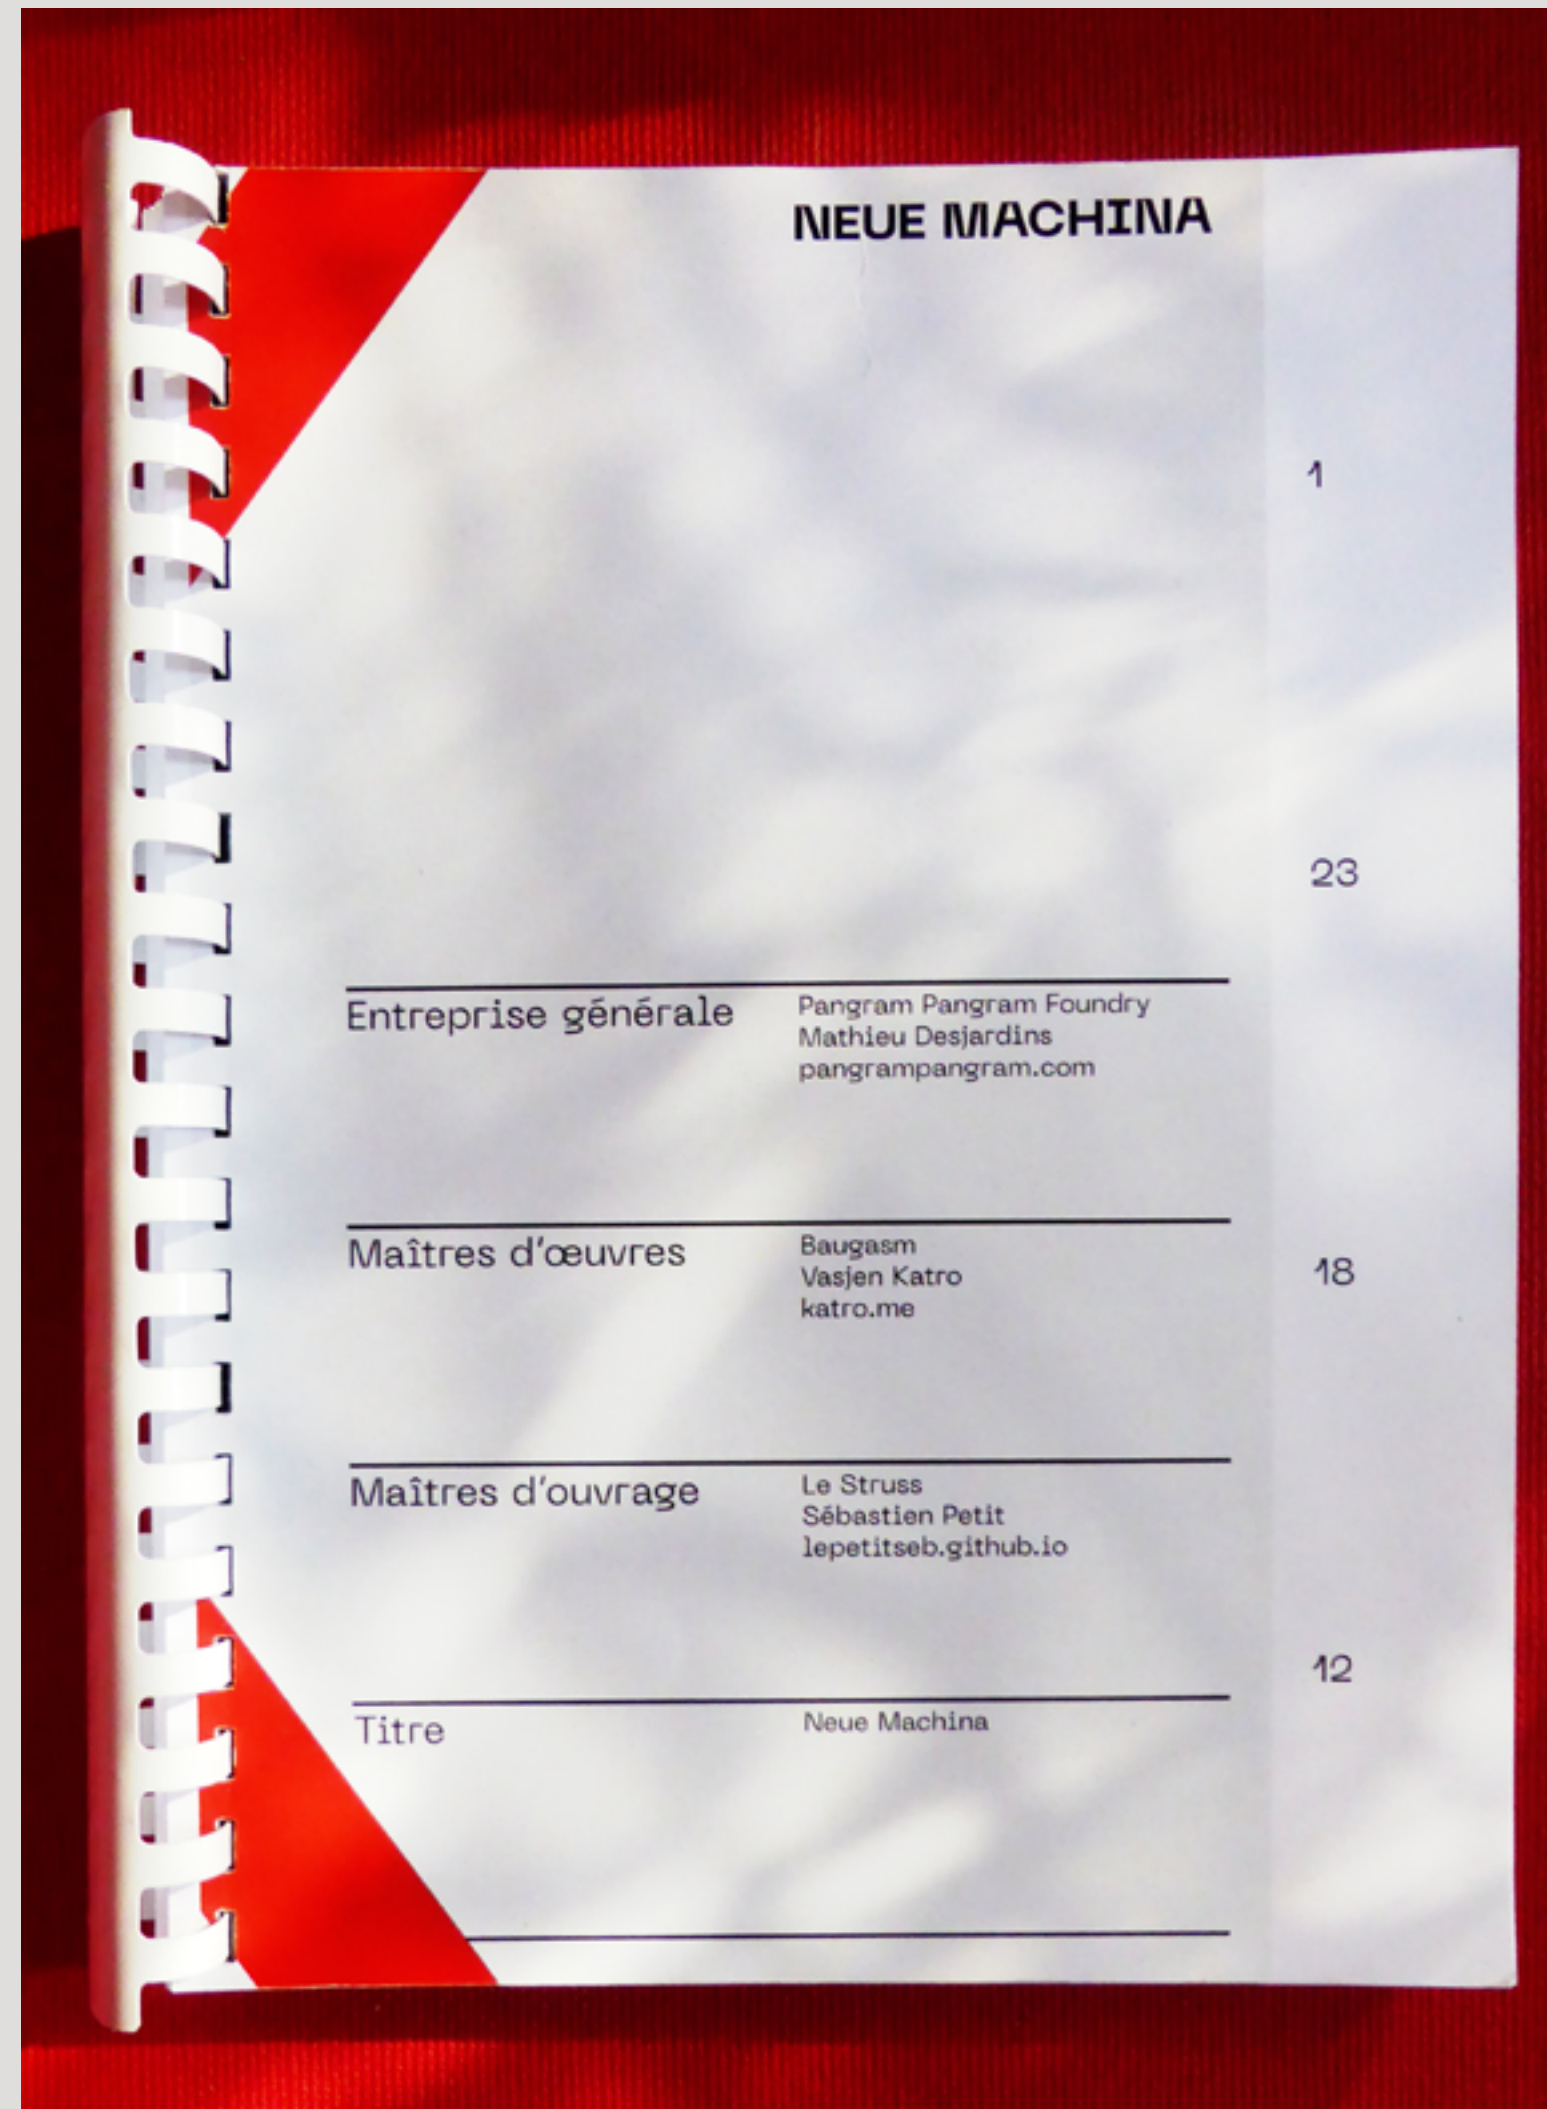 NEUE MACHINA
1
23
Entreprise générale
Pangram Pangram Foundry
Mathieu Desjardins
pangrampangram.com
Maîtres d'œuvres
Baugasm
Vasjen Katro
katro.me
18
Maîtres d'ouvrage
Le Struss
Sébastien Petit
lepetitseb.github.io
12
Titre
Neue Machina